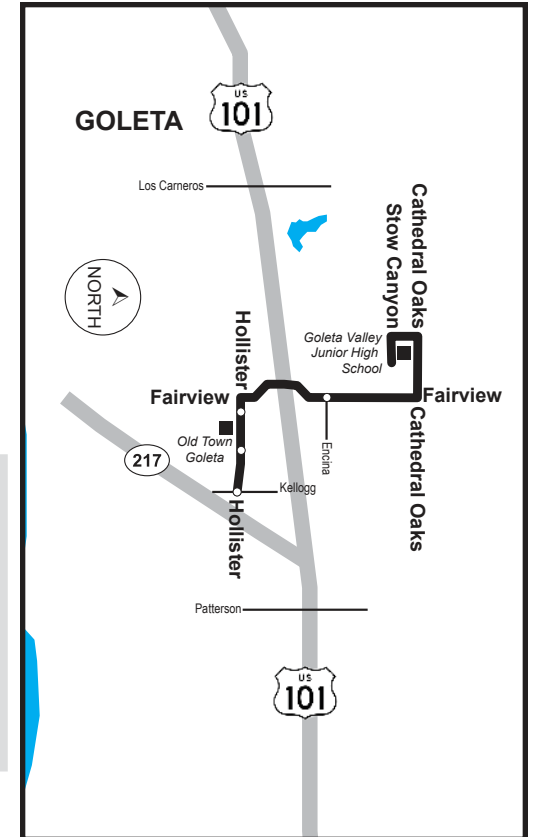 US
101
GOLETA
Los Carneros
Cathedral Oaks
Stow Canyon
NORTH
Hollister
Goleta Valley
Junior High
School
Fairview
Fairview
Old Town
Goleta
Encina
Cathedral Oaks
217
Kellogg
Hollister
Patterson
US
101